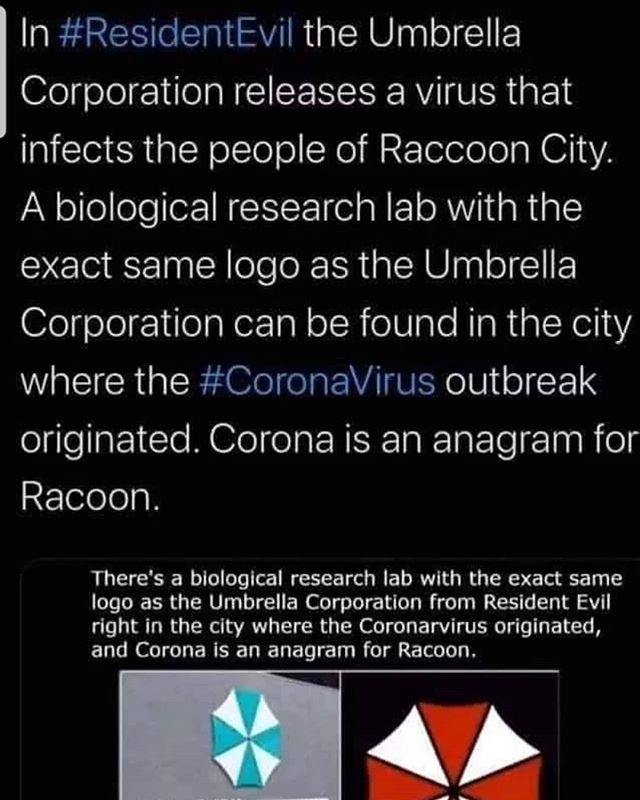 In #ResidentEvil the Umbrella
Corporation releases a virus that
infects the people of Raccoon City.
A biological research lab with the
exact same logo as the Umbrella
Corporation can be found in the city
where the #CoronaVirus outbreak
originated. Corona is an anagram for
Racoon.
There's a biological research lab with the exact same
logo as the Umbrella Corporation from Resident Evil
right in the city where the Coronarvirus originated,
and Corona is an anagram for Racoon.